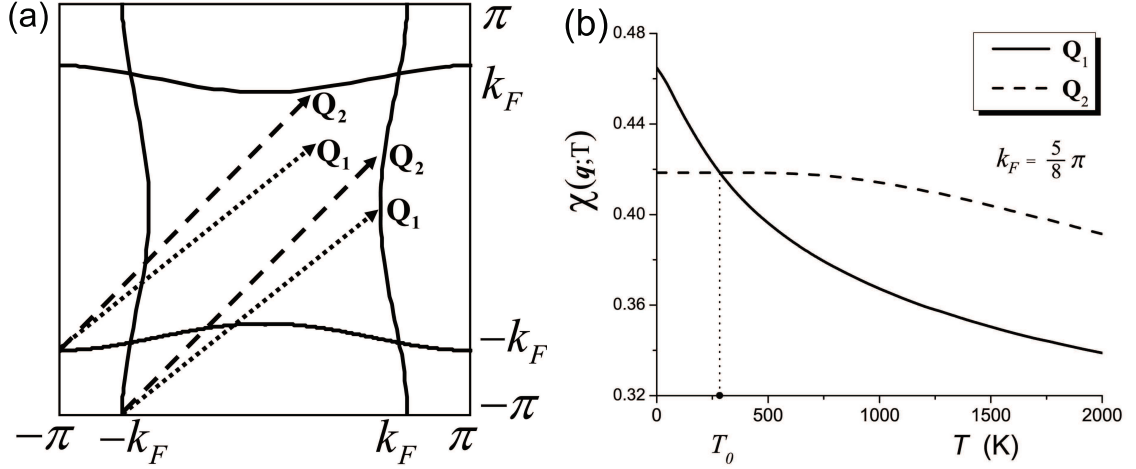 (a)
π
k_F
Q₂
Q₁
Q₂
Q₁
−k_F
−π
−π −k_F k_F π
(b)
0.48
0.44
0.40
0.36
0.32
χ(q;T)
Q₁
Q₂
k_F = 5/8 π
0 500 1000 1500 2000
T₀ T (K)